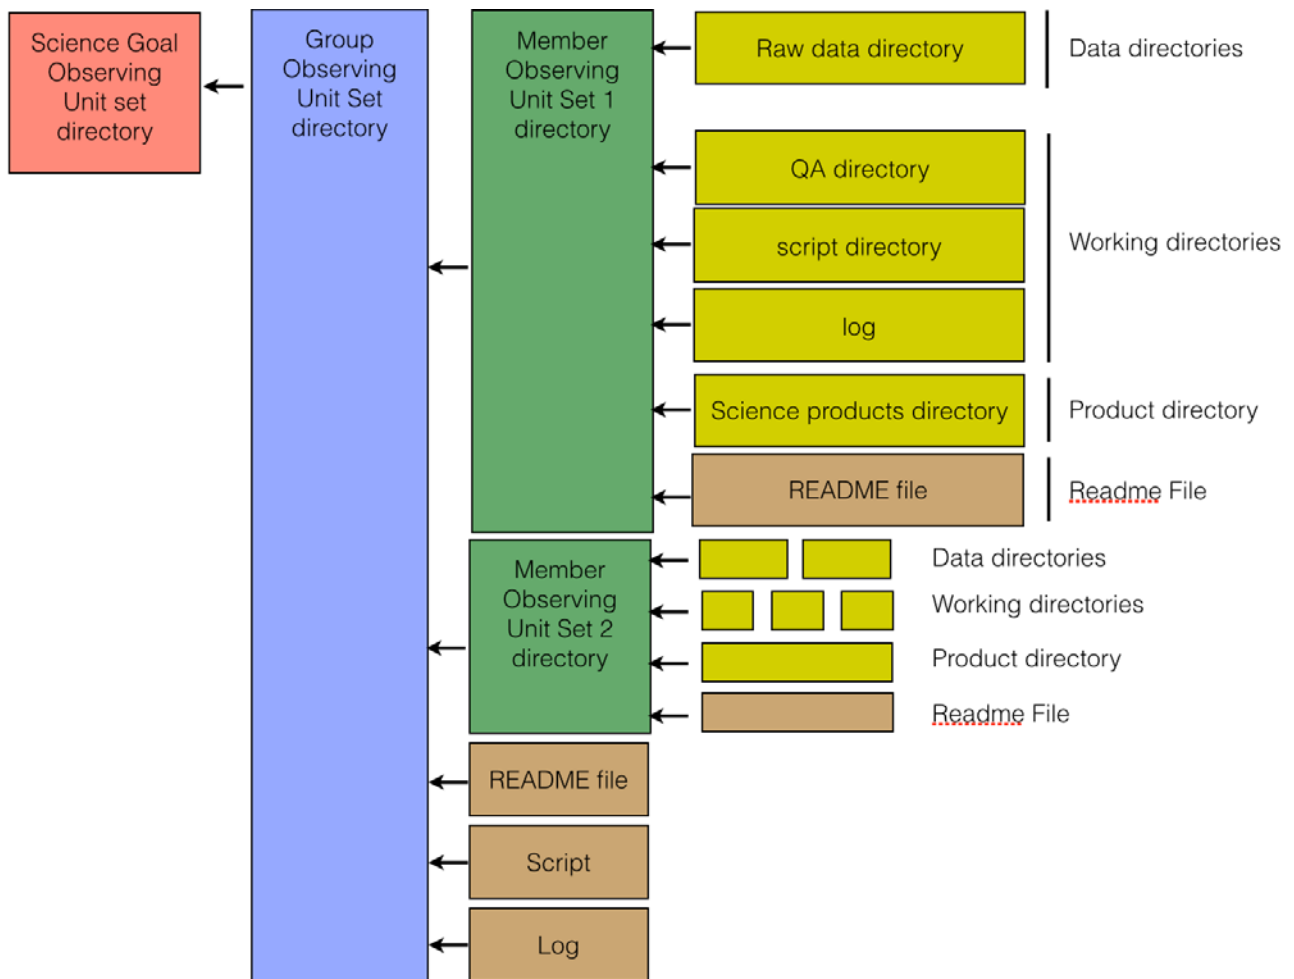 Science Goal
Observing
Unit set
directory
Group
Observing
Unit Set
directory
Member
Observing
Unit Set 1
directory
Raw data directory
Data directories
QA directory
script directory
Working directories
log
Science products directory
Product directory
README file
Readme File
Member
Observing
Unit Set 2
directory
Data directories
Working directories
Product directory
Readme File
README file
Script
Log